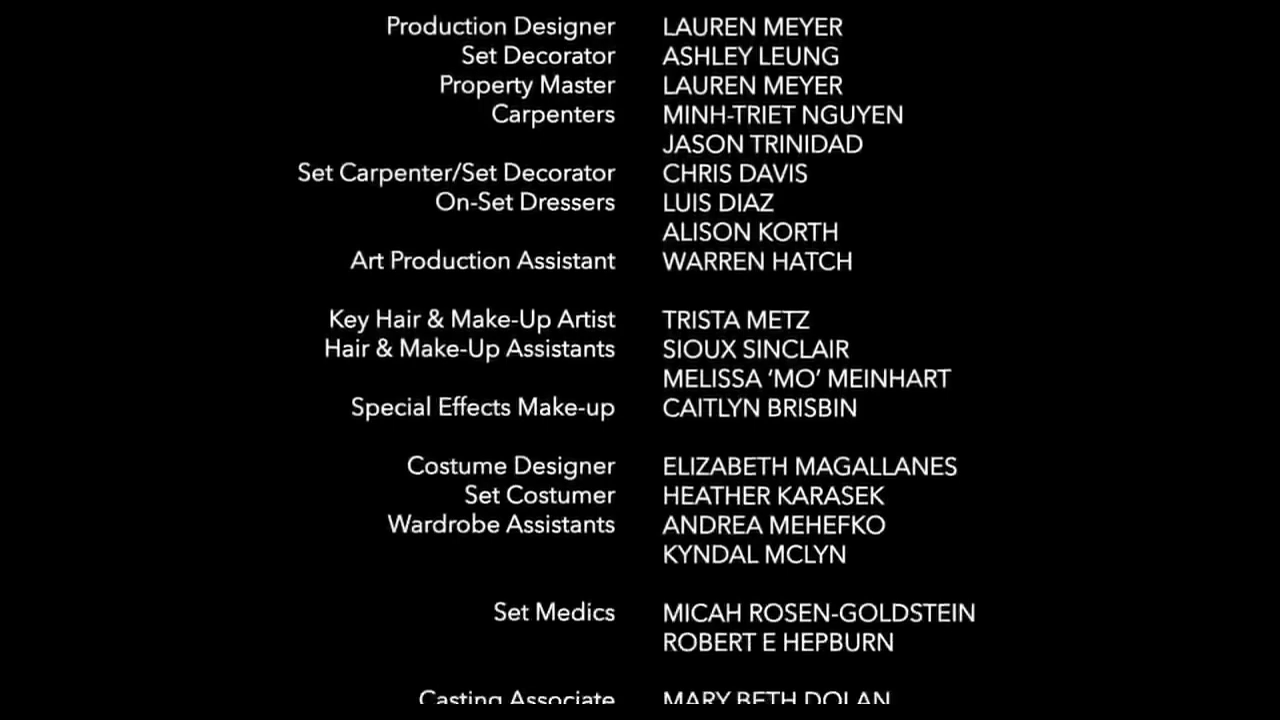 Production Designer LAUREN MEYER
Set Decorator ASHLEY LEUNG
Property Master LAUREN MEYER
Carpenters MINH-TRIET NGUYEN
JASON TRINIDAD
Set Carpenter/Set Decorator CHRIS DAVIS
On-Set Dressers LUIS DIAZ
ALISON KORTH
Art Production Assistant WARREN HATCH
Key Hair & Make-Up Artist TRISTA METZ
Hair & Make-Up Assistants SIOUX SINCLAIR
MELISSA ‘MO’ MEINHART
Special Effects Make-up CAITLYN BRISBIN
Costume Designer ELIZABETH MAGALLANES
Set Costumer HEATHER KARASEK
Wardrobe Assistants ANDREA MEHEFKO
KYNDAL MCLYN
Set Medics MICAH ROSEN-GOLDSTEIN
ROBERT E HEPBURN
Casting Associate MARY BETH DOLAN